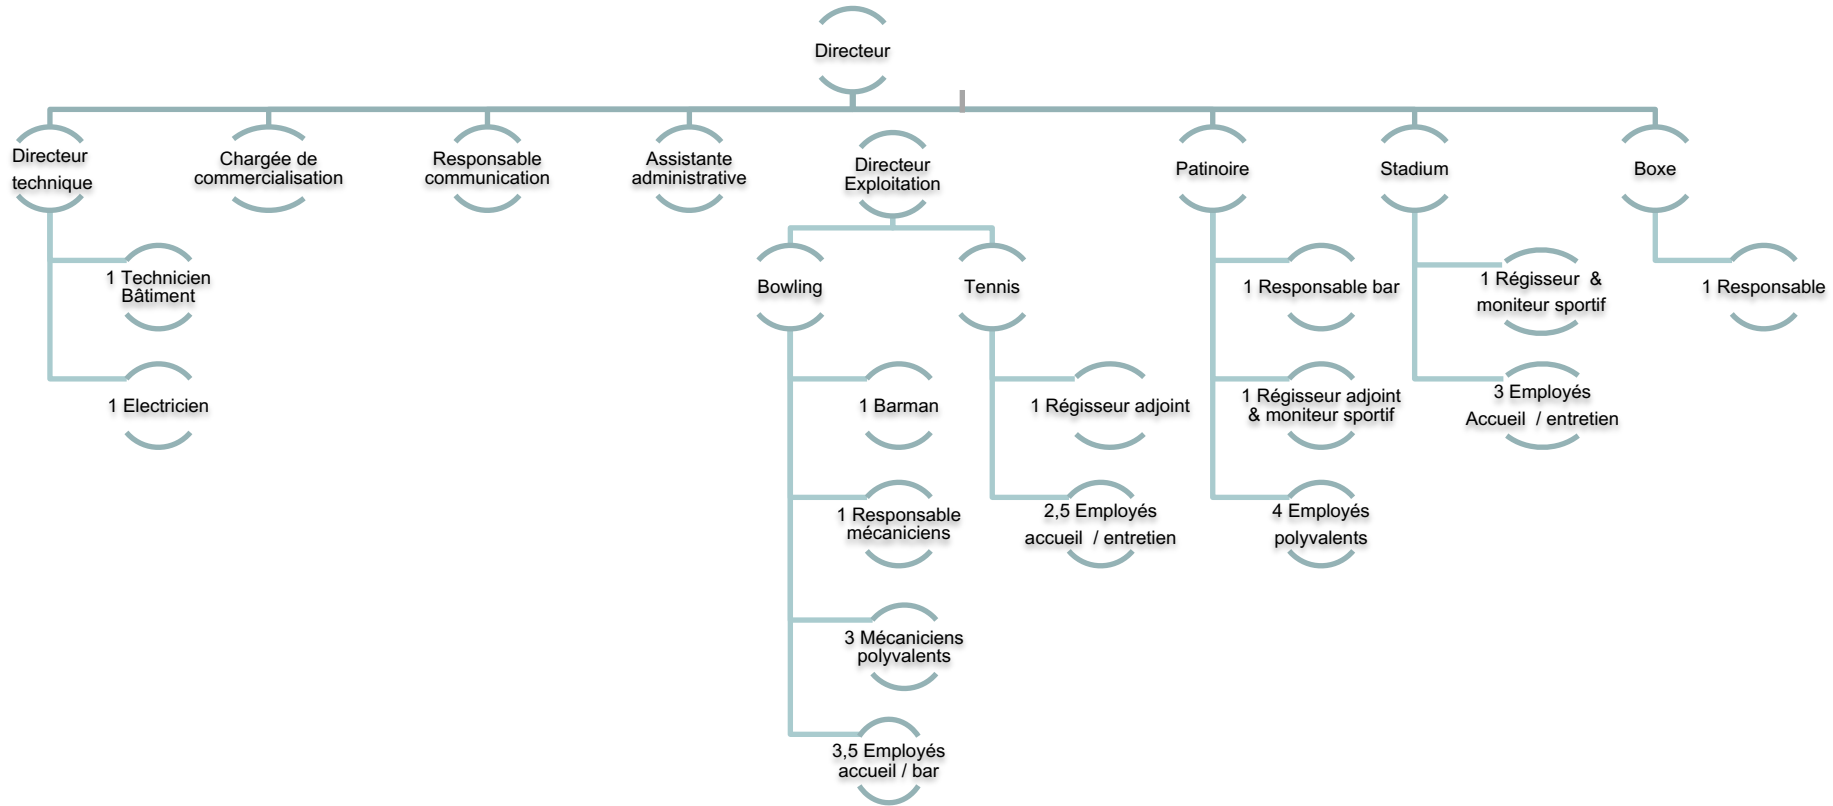 Directeur
Directeur
technique
Chargée de
commercialisation
Responsable
communication
Assistante
administrative
Directeur
Exploitation
Patinoire
Stadium
Boxe
1 Technicien
Bâtiment
1 Electricien
Bowling
1 Barman
1 Responsable
mécaniciens
3 Mécaniciens
polyvalents
3,5 Employés
accueil / bar
Tennis
1 Régisseur adjoint
2,5 Employés
accueil / entretien
1 Responsable bar
1 Régisseur adjoint
& moniteur sportif
4 Employés
polyvalents
1 Régisseur &
moniteur sportif
3 Employés
Accueil / entretien
1 Responsable